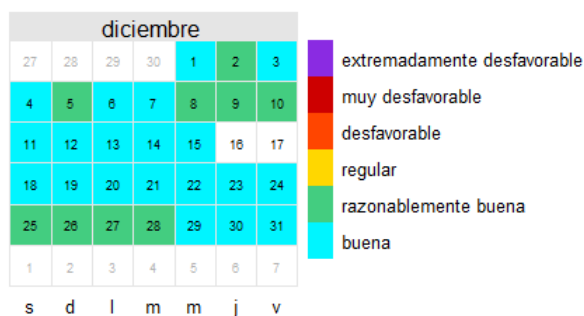 diciembre
27 28 29 30 1 2 3
4 5 6 7 8 9 10
11 12 13 14 15 16 17
18 19 20 21 22 23 24
25 26 27 28 29 30 31
1 2 3 4 5 6 7
s d l m m j v
extremadamente desfavorable
muy desfavorable
desfavorable
regular
razonablemente buena
buena